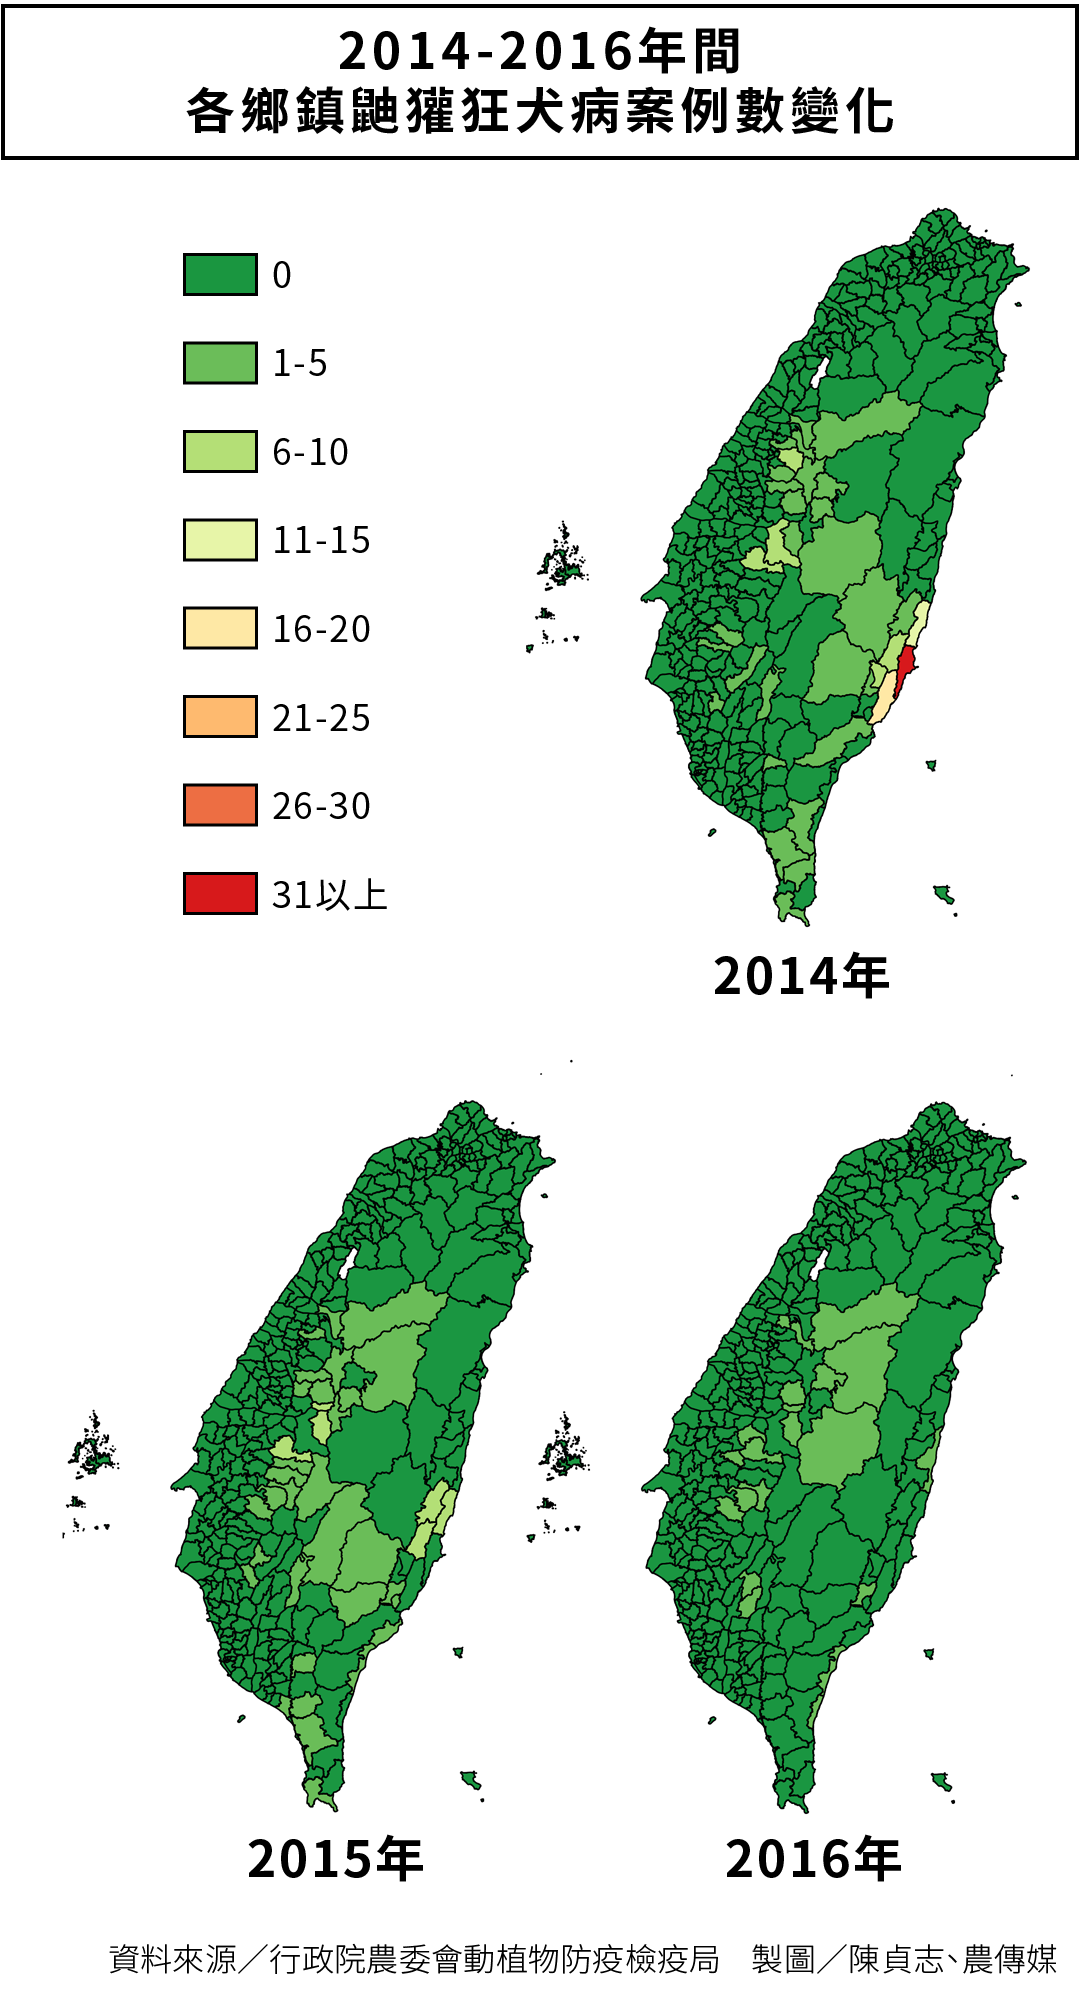 2014-2016年間
各鄉鎮鼬獾狂犬病案例數變化
0
1-5
6-10
11-15
16-20
21-25
26-30
31以上
2014年
2015年
2016年
資料來源／行政院農委會動植物防疫檢疫局　製圖／陳貞志、農傳媒